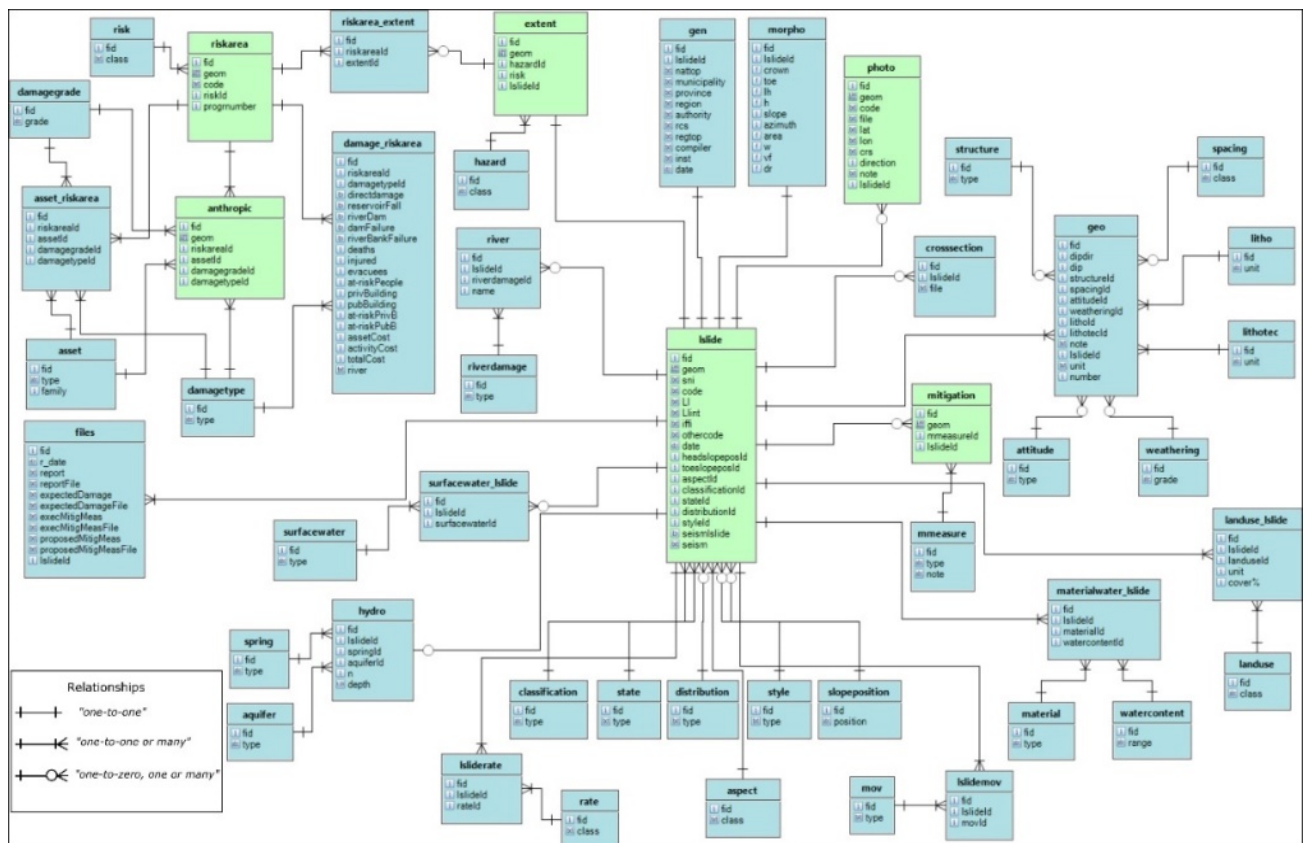 risk
fid
class
riskarea
fid
geom
code
riskId
progrnumber
riskarea_extent
fid
riskareaId
extentId
extent
fid
geom
hazardId
risk
lslideId
gen
fid
lslideId
nattop
municipality
province
region
authority
rcs
regtop
compiler
inst
date
morpho
fid
lslideId
crown
toe
lh
h
slope
azimuth
area
w
vf
dr
photo
fid
geom
code
file
lat
lon
crs
direction
note
lslideId
damagegrade
fid
grade
damage_riskarea
fid
riskareaId
damagetypeId
directdamage
reservoirFall
riverDam
damFailure
riverBankFailure
deaths
injured
evacuees
at-riskPeople
privBuilding
pubBuilding
at-riskPrivB
at-riskPubB
assetCost
activityCost
totalCost
river
hazard
fid
class
structure
fid
type
spacing
fid
class
asset_riskarea
fid
riskareaId
assetId
damagegradeId
damagetypeId
anthropic
fid
geom
riskareaId
assetId
damagegradeId
damagetypeId
river
fid
lslideId
riverdamageId
name
crosssection
fid
lslideId
file
geo
fid
dipdir
dip
structureId
spacingId
attitudeId
weatheringId
lithoId
lithotecId
note
lslideId
unit
number
litho
fid
unit
lithotec
fid
unit
asset
fid
type
family
damagetype
fid
type
riverdamage
fid
type
lslide
fid
geom
sni
code
LI
LIint
iffi
othercode
date
headslopeposId
toeslopeposId
aspectId
classificationId
stateId
distributionId
styleId
seismlslide
seism
mitigation
fid
geom
mmeasureId
lslideId
attitude
fid
type
weathering
fid
grade
files
fid
r_date
report
reportFile
expectedDamage
expectedDamageFile
execMitigMeas
execMitigMeasFile
proposedMitigMeas
proposedMitigMeasFile
lslideId
surfacewater_lslide
fid
lslideId
surfacewaterId
surfacewater
fid
type
mmeasure
fid
type
note
landuse_lslide
fid
lslideId
landuseId
unit
cover%
materialwater_lslide
fid
lslideId
materialId
watercontentId
hydro
fid
lslideId
springId
aquiferId
n
depth
spring
fid
type
aquifer
fid
type
classification
fid
type
state
fid
type
distribution
fid
type
style
fid
type
slopeposition
fid
position
material
fid
type
watercontent
fid
range
landuse
fid
class
Relationships
"one-to-one"
"one-to-one or many"
"one-to-zero, one or many"
lsliderate
fid
lslideId
rateId
rate
fid
class
aspect
fid
class
mov
fid
type
lslidemov
fid
lslideId
movId